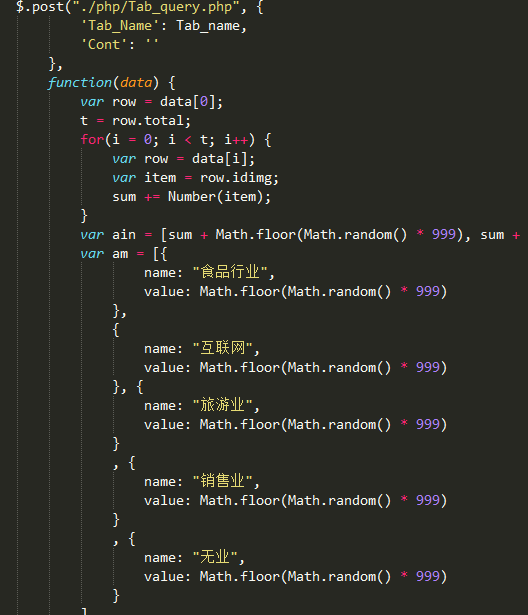 $.post("./php/Tab_query.php", {
'Tab_Name': Tab_name,
'Cont': ''
},
function(data) {
var row = data[0];
t = row.total;
for(i = 0; i < t; i++) {
var row = data[i];
var item = row.idimg;
sum += Number(item);
}
var ain = [sum + Math.floor(Math.random() * 999), sum +
var am = [{
name: "食品行业",
value: Math.floor(Math.random() * 999)
},
{
name: "互联网",
value: Math.floor(Math.random() * 999)
}, {
name: "旅游业",
value: Math.floor(Math.random() * 999)
}
, {
name: "销售业",
value: Math.floor(Math.random() * 999)
}
, {
name: "无业",
value: Math.floor(Math.random() * 999)
}
]